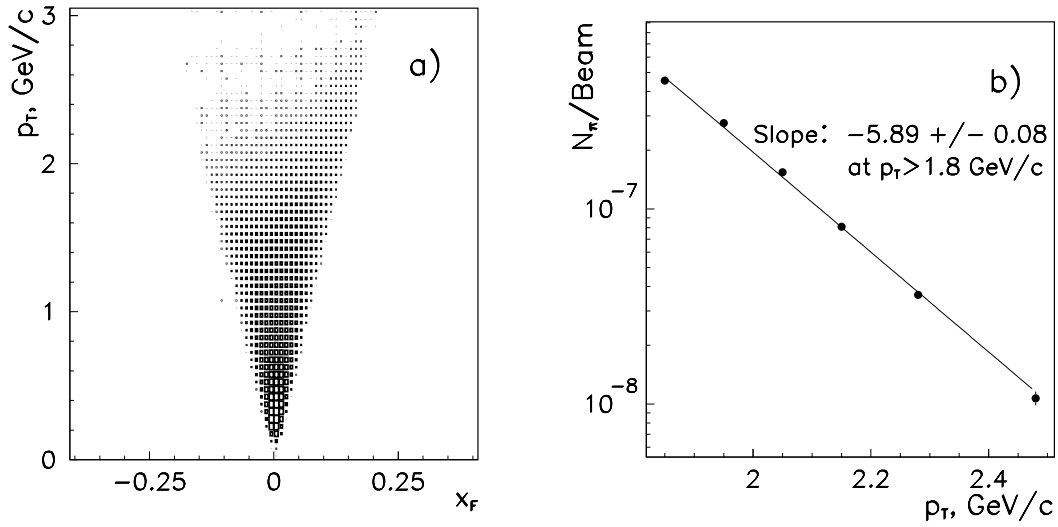 3
2
1
0
p_T, GeV/c
a)
−0.25
0
0.25
x_F
N_π/Beam
b)
Slope: −5.89 +/− 0.08
at p_T>1.8 GeV/c
10^−7
10^−8
2
2.2
2.4
p_T, GeV/c